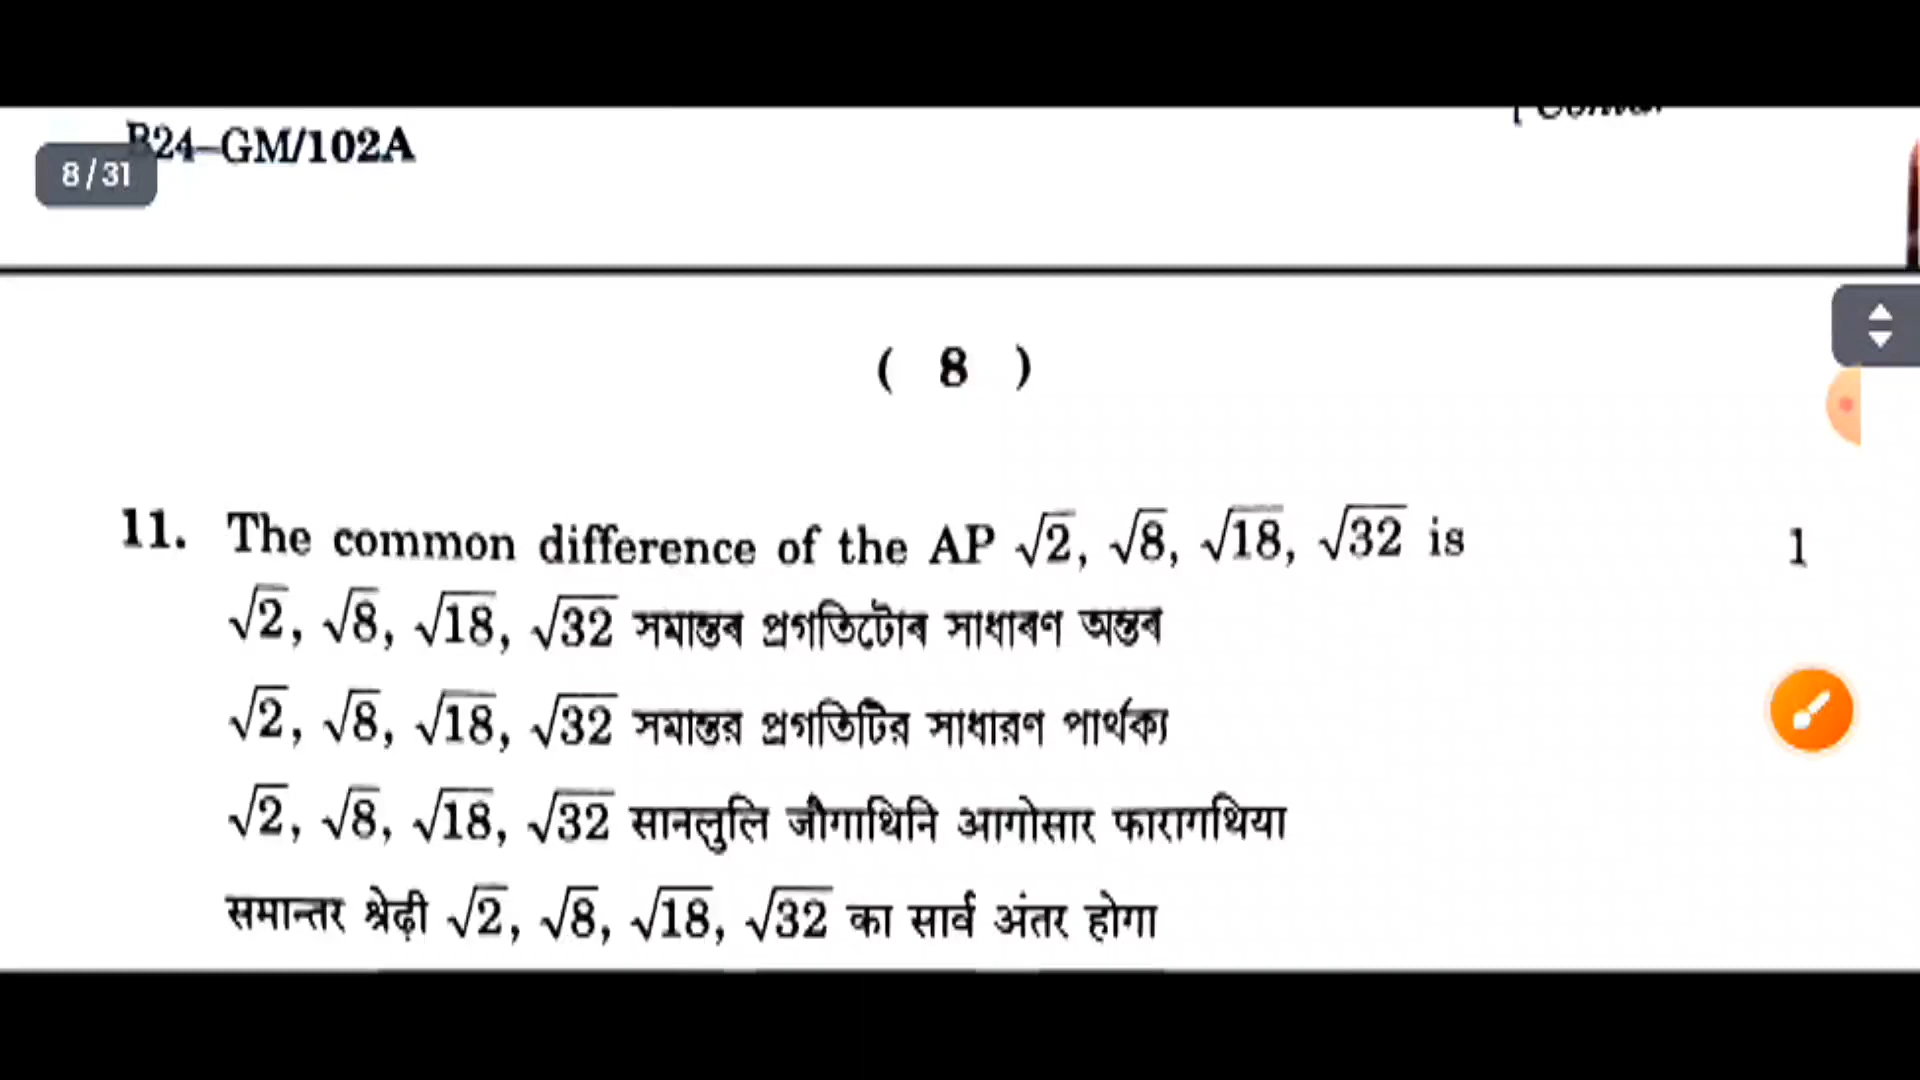 B24–GM/102A
8/31
( 8 )
11. The common difference of the AP √2, √8, √18, √32 is 1
√2, √8, √18, √32 সমান্তৰ প্ৰগতিটোৰ সাধাৰণ অন্তৰ
√2, √8, √18, √32 সমান্তর প্রগতিটির সাধারণ পার্থক্য
√2, √8, √18, √32 सानलुलि जौगाथिनि आगोसार फारागथिया
समान्तर श्रेढ़ी √2, √8, √18, √32 का सार्व अंतर होगा